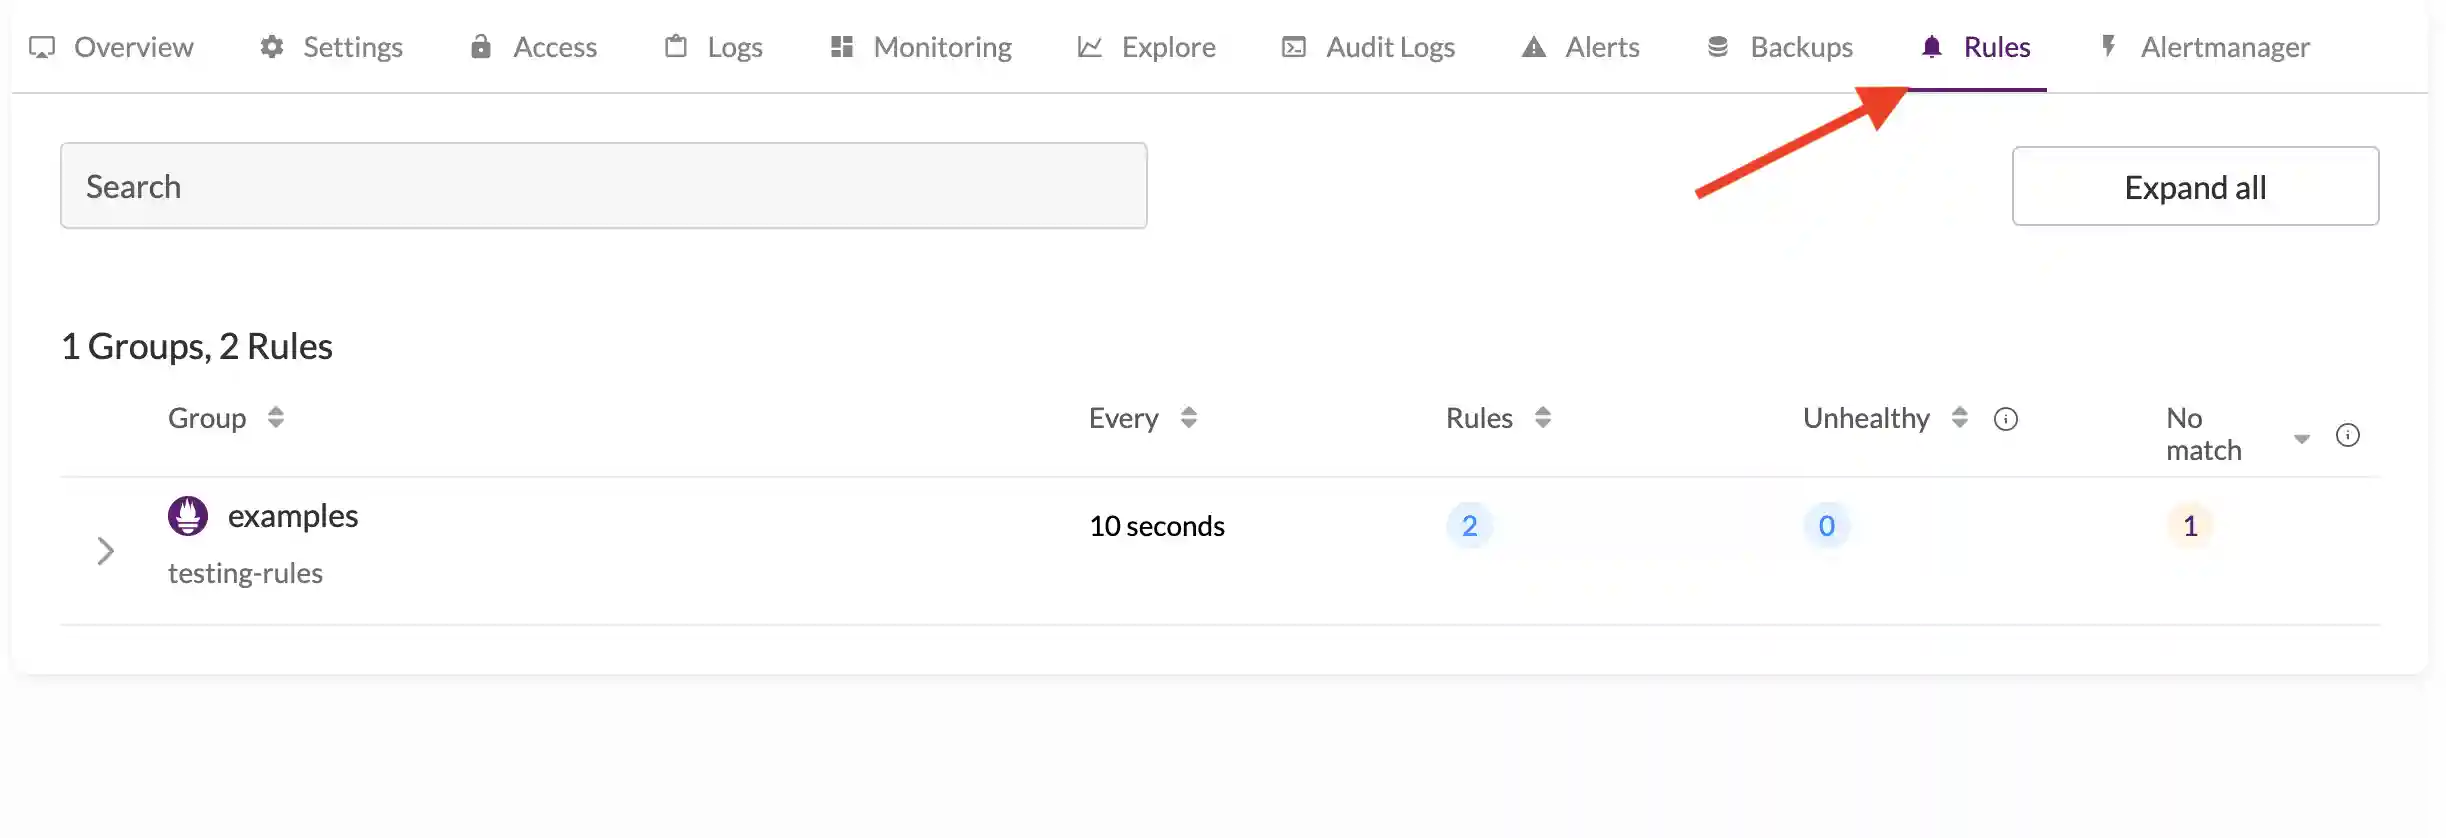 Overview Settings Access Logs Monitoring Explore Audit Logs Alerts Backups Rules Alertmanager
Search
Expand all
1 Groups, 2 Rules
Group Every Rules Unhealthy No match
examples
10 seconds 2 0 1
testing-rules